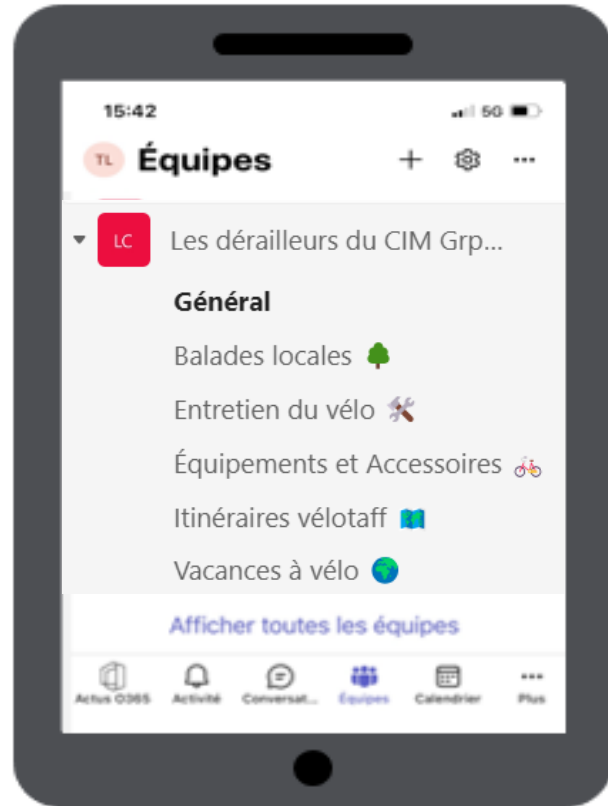 15:42 5G
TL Équipes + ...
LC Les dérailleurs du CIM Grp...
Général
Balades locales
Entretien du vélo
Équipements et Accessoires
Itinéraires vélotaff
Vacances à vélo
Afficher toutes les équipes
Actus O365 Activité Conversat... Équipes Calendrier Plus